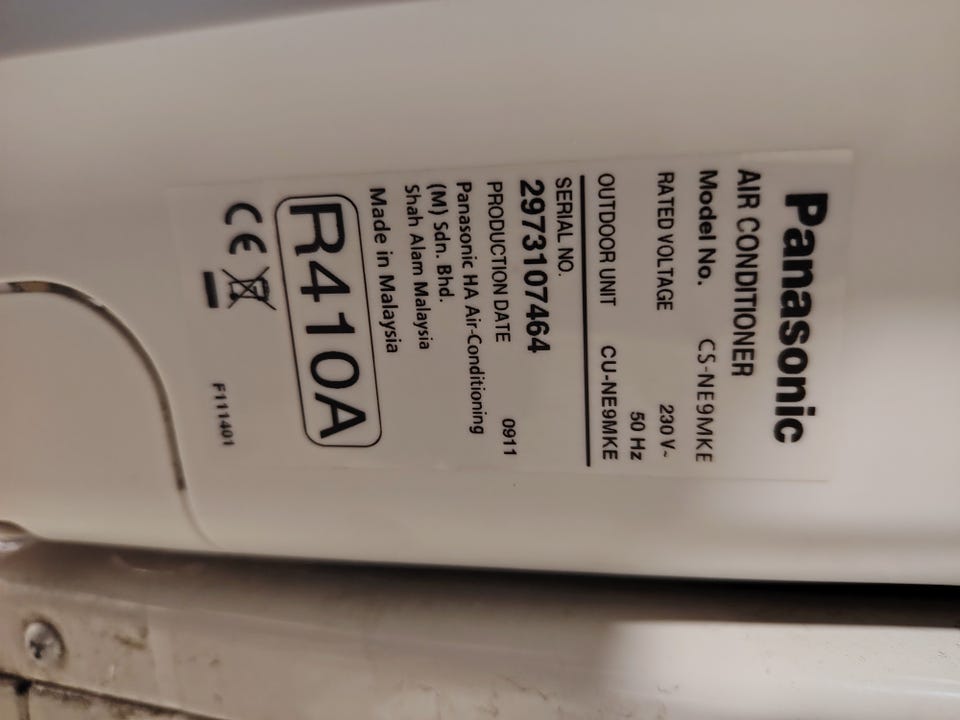 Panasonic
AIR CONDITIONER
Model No. CS-NE9MKE
RATED VOLTAGE 230 V~
50 Hz
OUTDOOR UNIT CU-NE9MKE
SERIAL NO.
2973107464
PRODUCTION DATE 0911
Panasonic HA Air-Conditioning
(M) Sdn. Bhd.
Shah Alam Malaysia
Made in Malaysia
R410A
CE
F111401